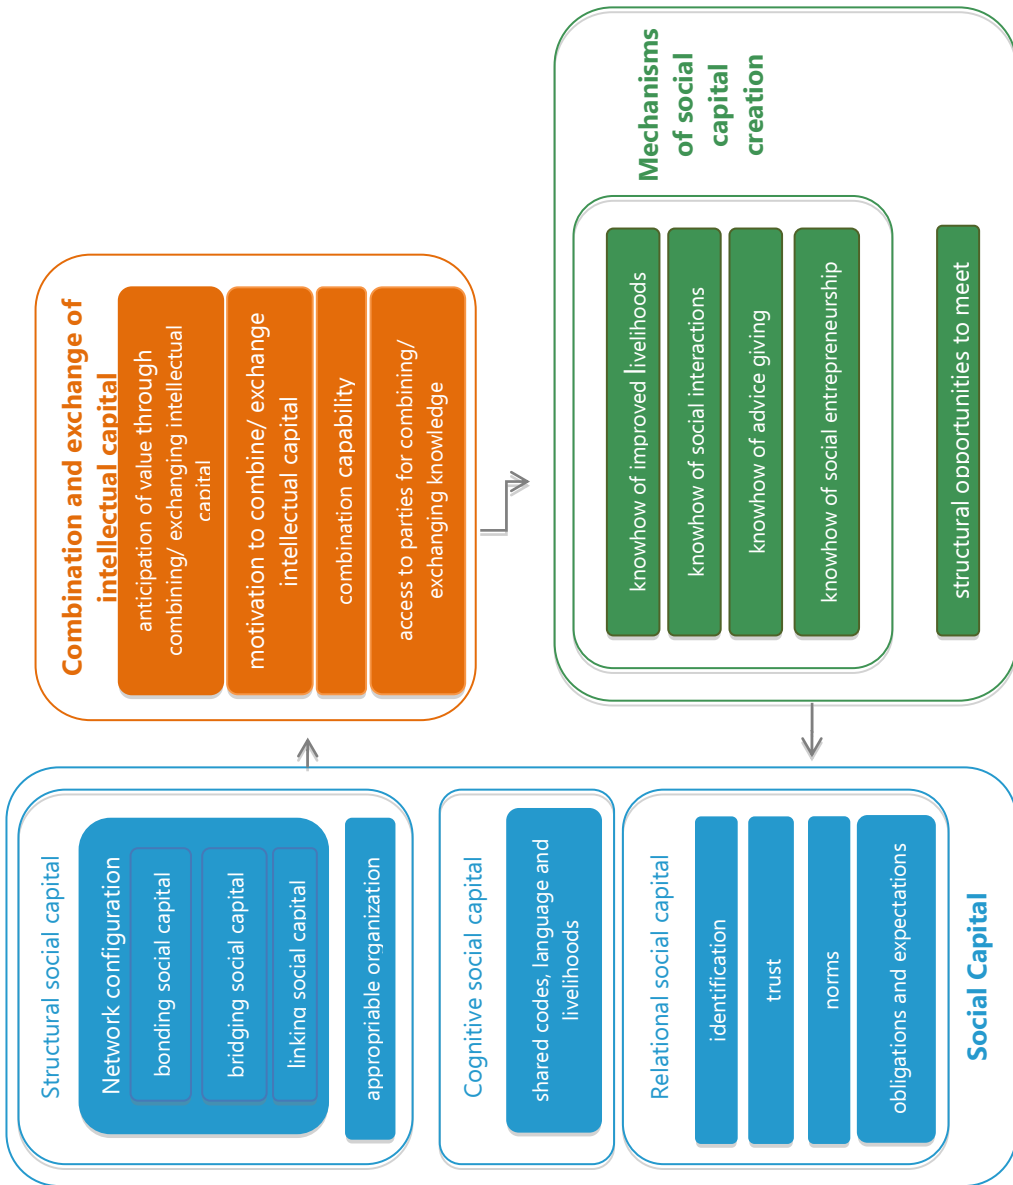 Structural social capital
Network configuration
bonding social capital
bridging social capital
linking social capital
appropriable organization
Cognitive social capital
shared codes, language and
livelihoods
Relational social capital
identification
trust
norms
obligations and expectations
Social Capital
Combination and exchange of
intellectual capital
anticipation of value through
combining/ exchanging intellectual
capital
motivation to combine/ exchange
intellectual capital
combination capability
access to parties for combining/
exchanging knowledge
Mechanisms
of social
capital
creation
knowhow of improved livelihoods
knowhow of social interactions
knowhow of advice giving
knowhow of social entrepreneurship
structural opportunities to meet